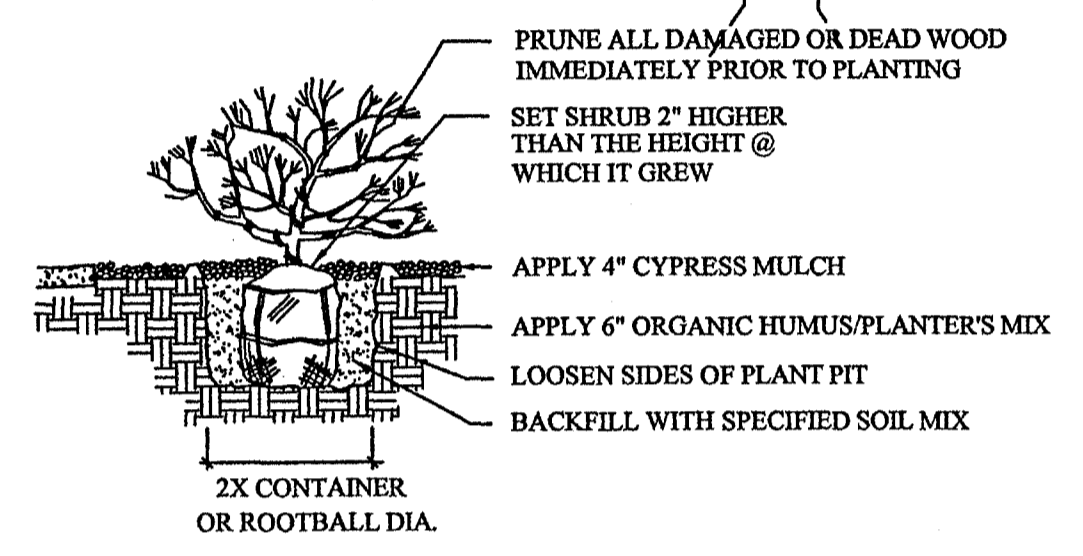 PRUNE ALL DAMAGED OR DEAD WOOD
IMMEDIATELY PRIOR TO PLANTING
SET SHRUB 2" HIGHER
THAN THE HEIGHT @
WHICH IT GREW
APPLY 4" CYPRESS MULCH
APPLY 6" ORGANIC HUMUS/PLANTER'S MIX
LOOSEN SIDES OF PLANT PIT
BACKFILL WITH SPECIFIED SOIL MIX
2X CONTAINER
OR ROOTBALL DIA.